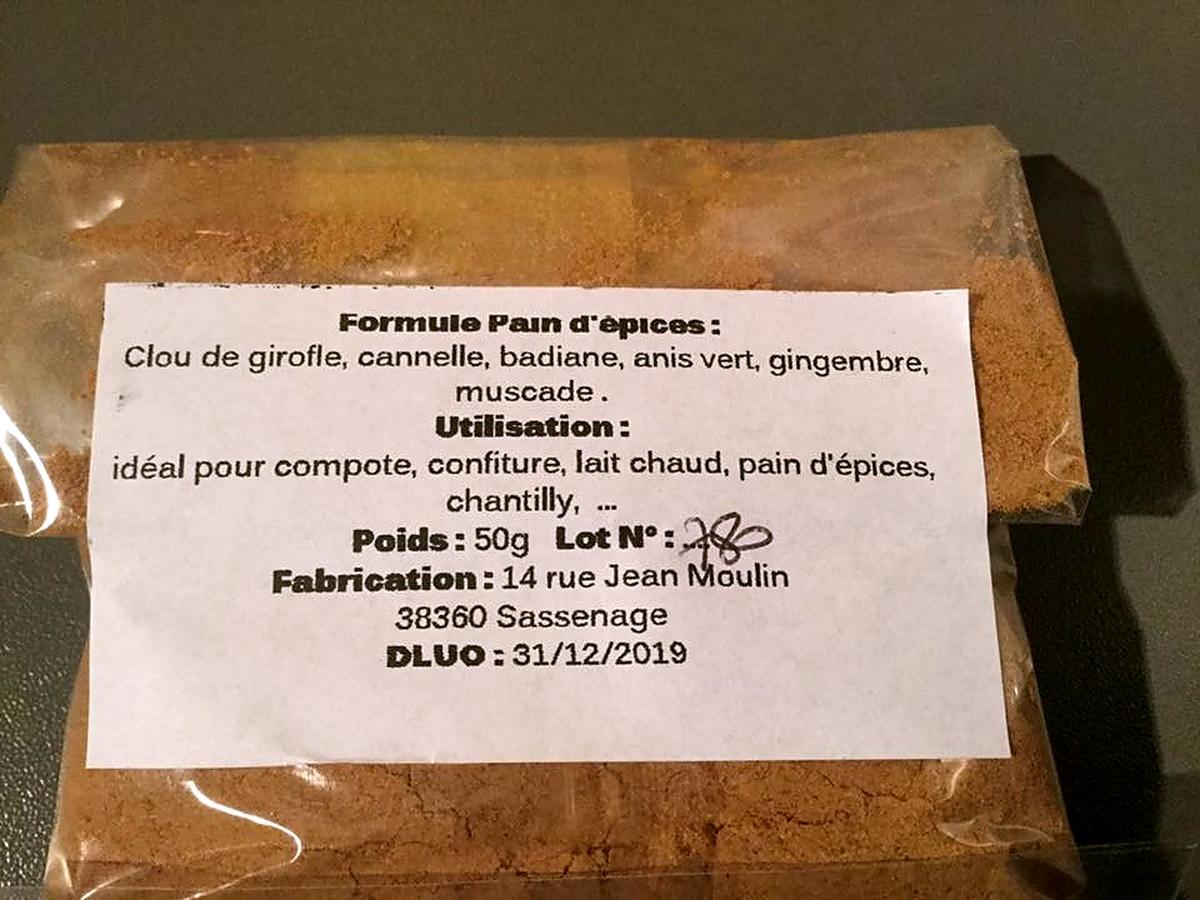 Formule Pain d'épices :
Clou de girofle, cannelle, badiane, anis vert, gingembre,
muscade .
Utilisation :
idéal pour compote, confiture, lait chaud, pain d'épices,
chantilly, ...
Poids : 50g Lot N° : 780
Fabrication : 14 rue Jean Moulin
38360 Sassenage
DLUO : 31/12/2019